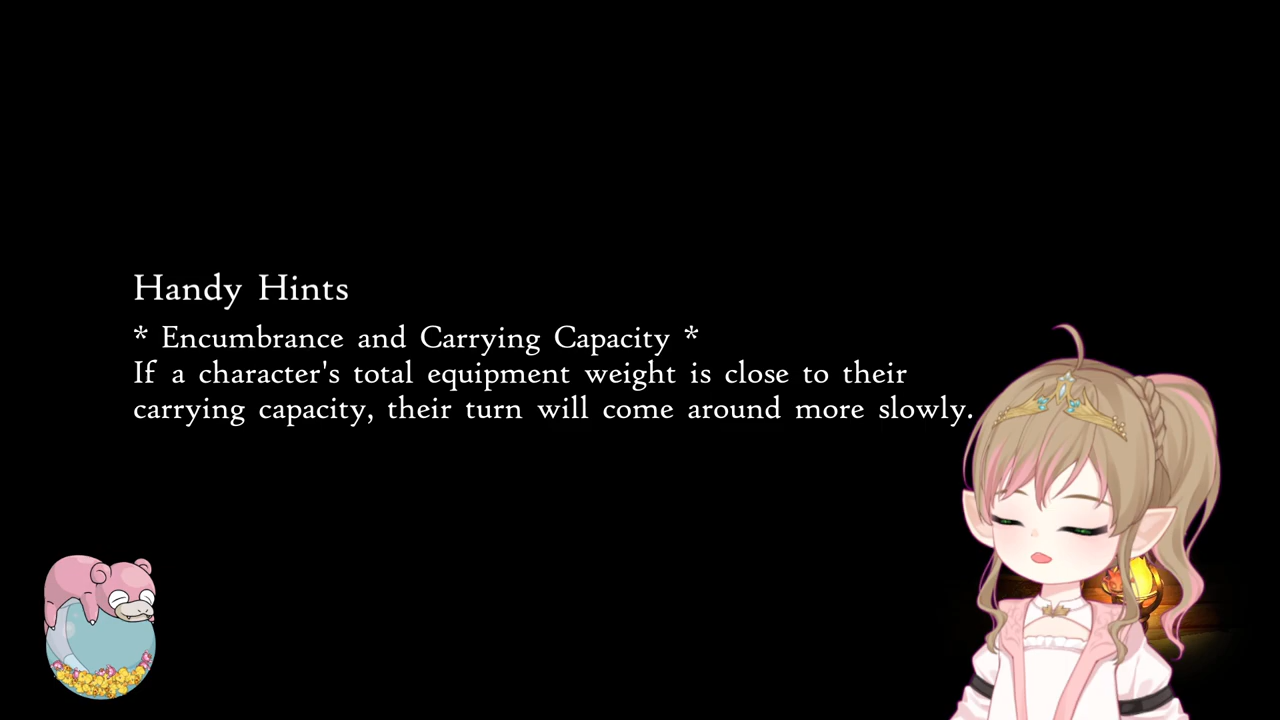 Handy Hints
* Encumbrance and Carrying Capacity *
If a character's total equipment weight is close to their
carrying capacity, their turn will come around more slowly.